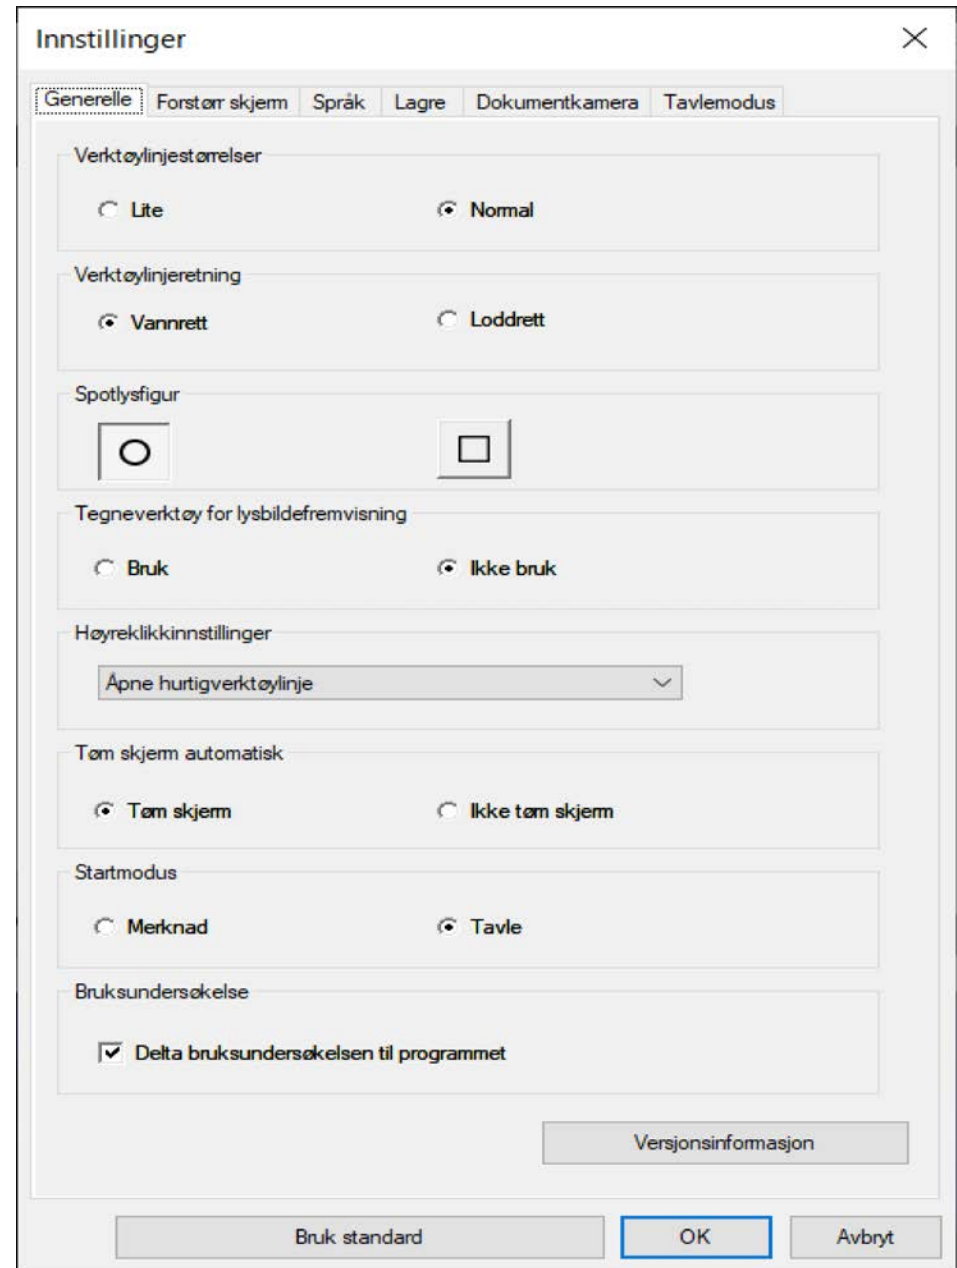 Innstillinger
Generelle Forstørr skjerm Språk Lagre Dokumentkamera Tavlemodus
Verktøylinjestørrelser
Lite Normal
Verktøylinjeretning
Vannrett Loddrett
Spotlysfigur
Tegneverktøy for lysbildefremvisning
Bruk Ikke bruk
Høyreklikkinnstillinger
Åpne hurtigverktøylinje
Tøm skjerm automatisk
Tøm skjerm Ikke tøm skjerm
Startmodus
Merknad Tavle
Bruksundersøkelse
Delta bruksundersøkelsen til programmet
Versjonsinformasjon
Bruk standard OK Avbryt